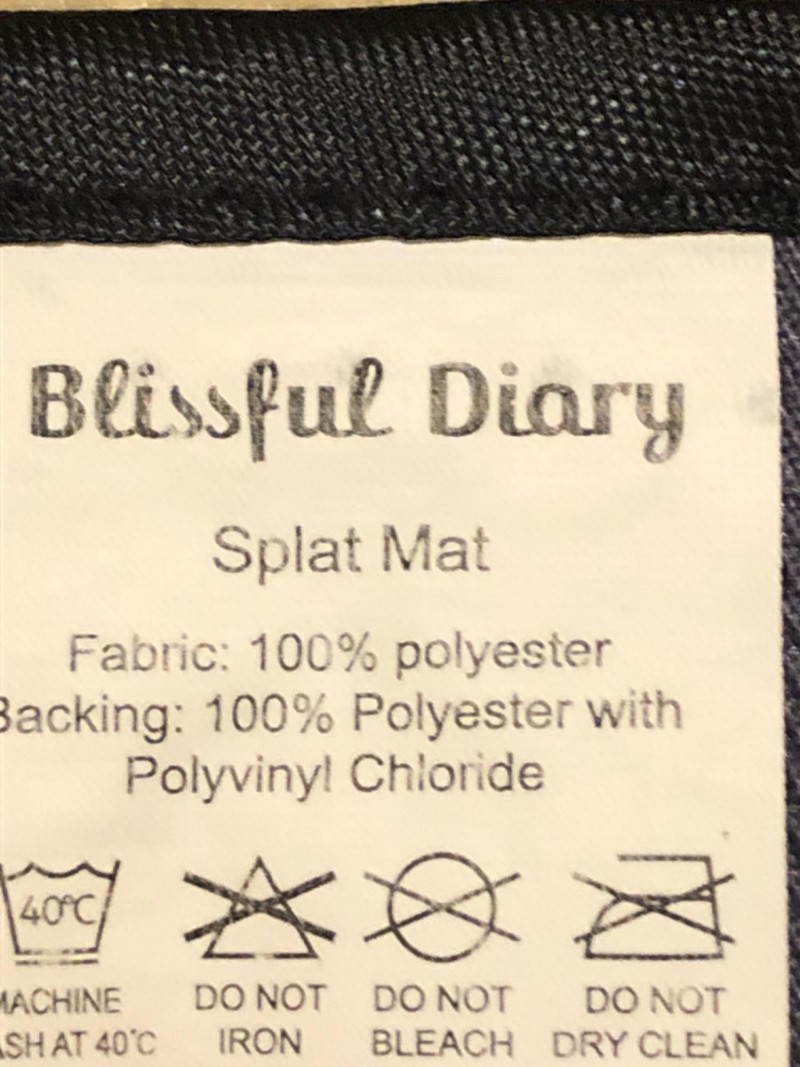 Blissful Diary
Splat Mat
Fabric: 100% polyester
Backing: 100% Polyester with
Polyvinyl Chloride
40°C
MACHINE DO NOT DO NOT DO NOT
WASH AT 40°C IRON BLEACH DRY CLEAN